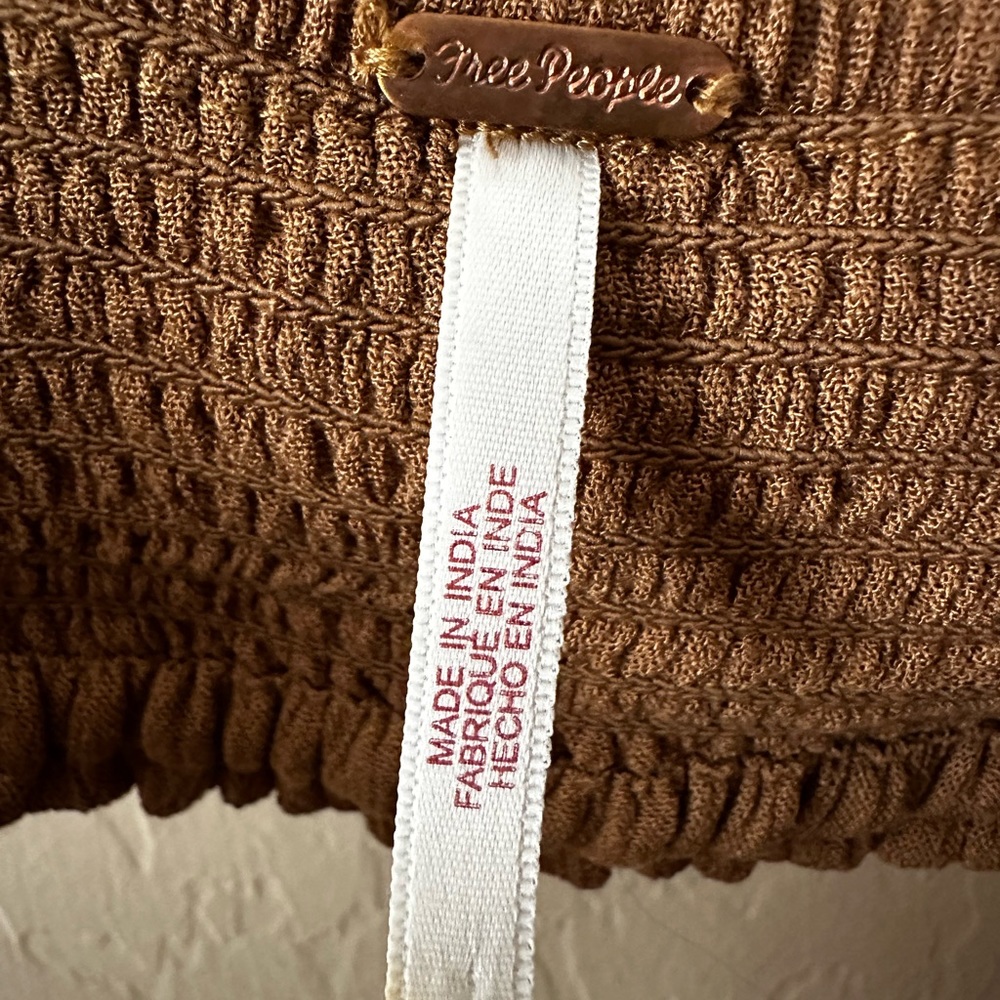 Free People
MADE IN INDIA
FABRIQUE EN INDE
HECHO EN INDIA